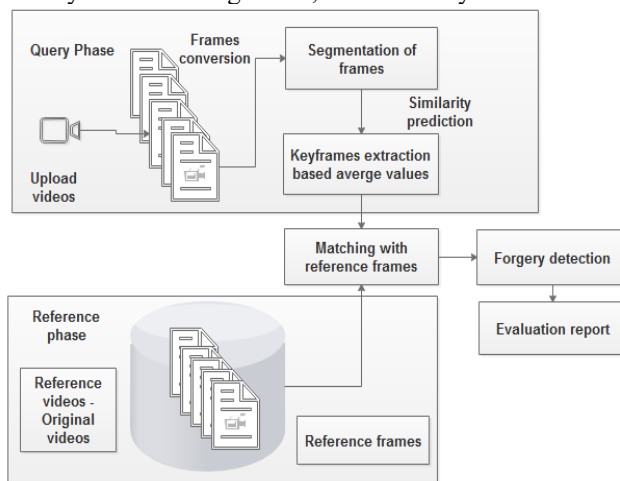 Query Phase
Frames
conversion
Segmentation of
frames
Similarity
prediction
Upload
videos
Keyframes extraction
based averge values
Matching with
reference frames
Forgery detection
Evaluation report
Reference
phase
Reference
videos -
Original
videos
Reference frames